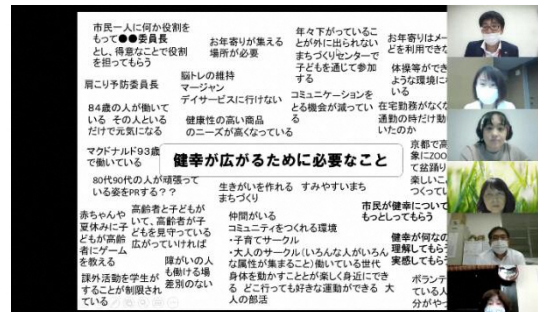 市民一人に何か役割を
もって●●委員長
とし、得意なことで役割
を担ってもらう
お年寄りが集える
場所が必要
年々下がっているこ
とが外に出られない
まちづくりセンターで
子どもを通じて参加
する
お年寄りはメー
どを利用できな
肩こり予防委員長
脳トレの維持
マージャン
デイサービスに行けない
コミュニケーションを
とる機会が減ってい
る
体操等ができ
ような環境に
いる
84歳の人が働いて
いる その人といる
だけで元気になる
健康性の高い商品
のニーズが高くなっている
在宅勤務がなくな
通勤の時だけ動
いたのか
マクドナルド93歳
で働いている
健幸が広がるために必要なこと
京都で高
象にZOO
て盆踊り
楽しいこ
つくってい
80代90代の人が頑張って
いる姿をPRする??
生きがいを作れる すみやすいまち
まちづくり
市民が健幸について
もっとしってもらう
赤ちゃんや
夏休みに子
どもが高齢
者にゲーム
を教える
高齢者と子どもが
いて、高齢者が子
どもを見守っている
広がっていければ
仲間がいる
コミュニティをつくれる環境
・子育てサークル
・大人のサークル(いろんな人がいろん
な属性が集まること)働いている世代
身体を動かすことが楽しく身近にでき
る どこ行っても好きな運動ができる 大
人の部活
健幸が何なの
理解してもら
実感してもら
障がいの人
も働ける場
差別のない
課外活動を学生が
することが制限され
ている
ボランテ
ている人
分がやっ